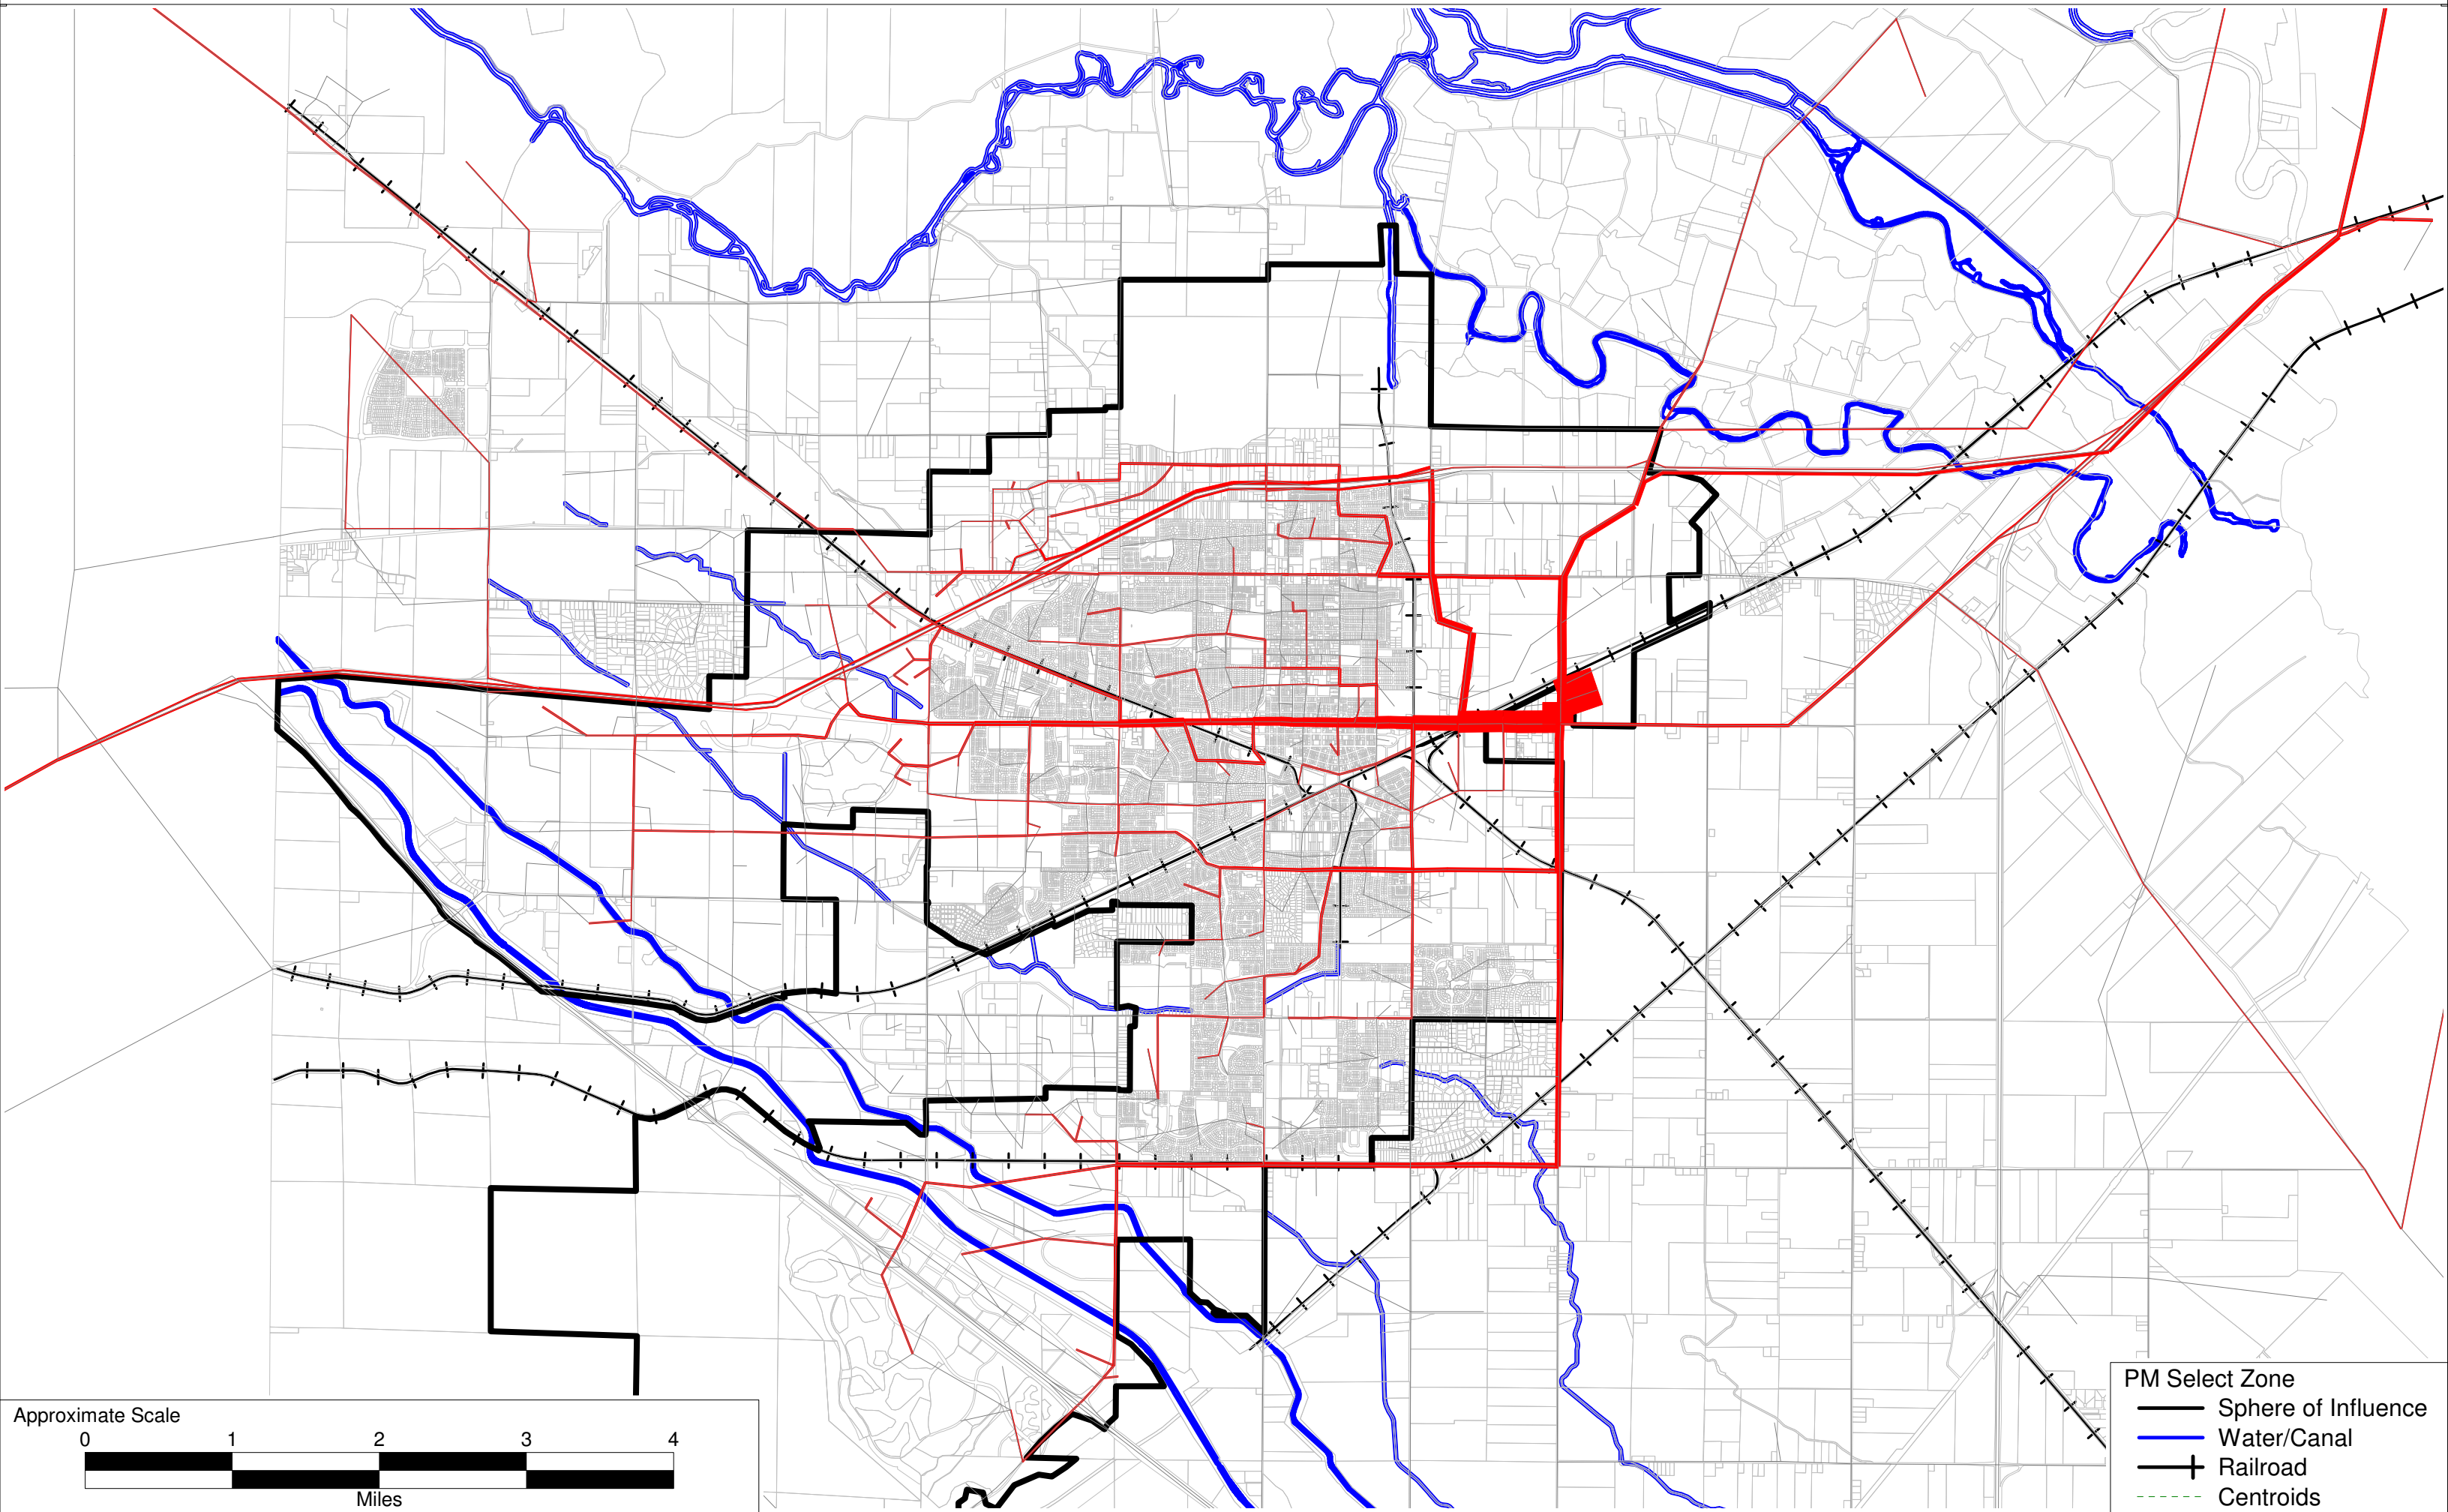 Approximate Scale
0 1 2 3 4
Miles
PM Select Zone
Sphere of Influence
Water/Canal
Railroad
Centroids